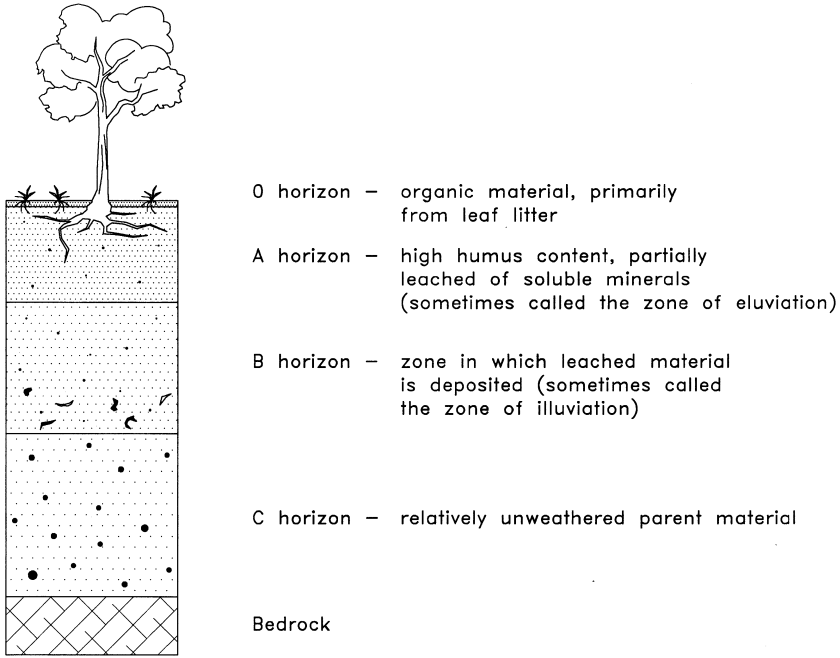 O horizon – organic material, primarily
from leaf litter
A horizon – high humus content, partially
leached of soluble minerals
(sometimes called the zone of eluviation)
B horizon – zone in which leached material
is deposited (sometimes called
the zone of illuviation)
C horizon – relatively unweathered parent material
Bedrock